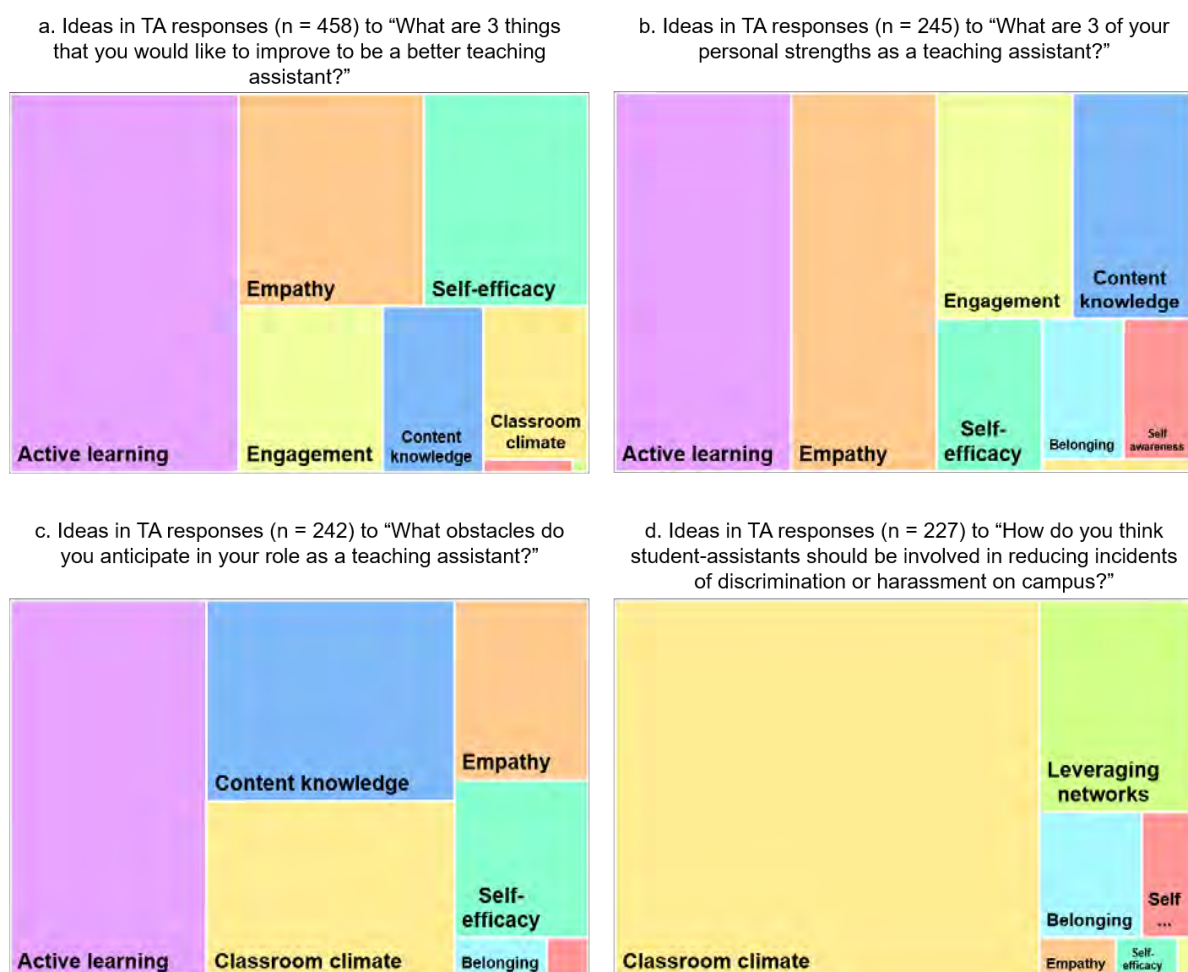 a. Ideas in TA responses (n = 458) to “What are 3 things
that you would like to improve to be a better teaching
assistant?”
Empathy
Self-efficacy
Active learning
Engagement
Content
knowledge
Classroom
climate
b. Ideas in TA responses (n = 245) to “What are 3 of your
personal strengths as a teaching assistant?”
Engagement
Content
knowledge
Active learning
Empathy
Self-
efficacy
Belonging
Self
awareness
c. Ideas in TA responses (n = 242) to “What obstacles do
you anticipate in your role as a teaching assistant?”
Empathy
Content knowledge
Self-
efficacy
Active learning
Classroom climate
Belonging
d. Ideas in TA responses (n = 227) to “How do you think
student-assistants should be involved in reducing incidents
of discrimination or harassment on campus?”
Leveraging
networks
Belonging
Self
...
Classroom climate
Empathy
Self-
efficacy